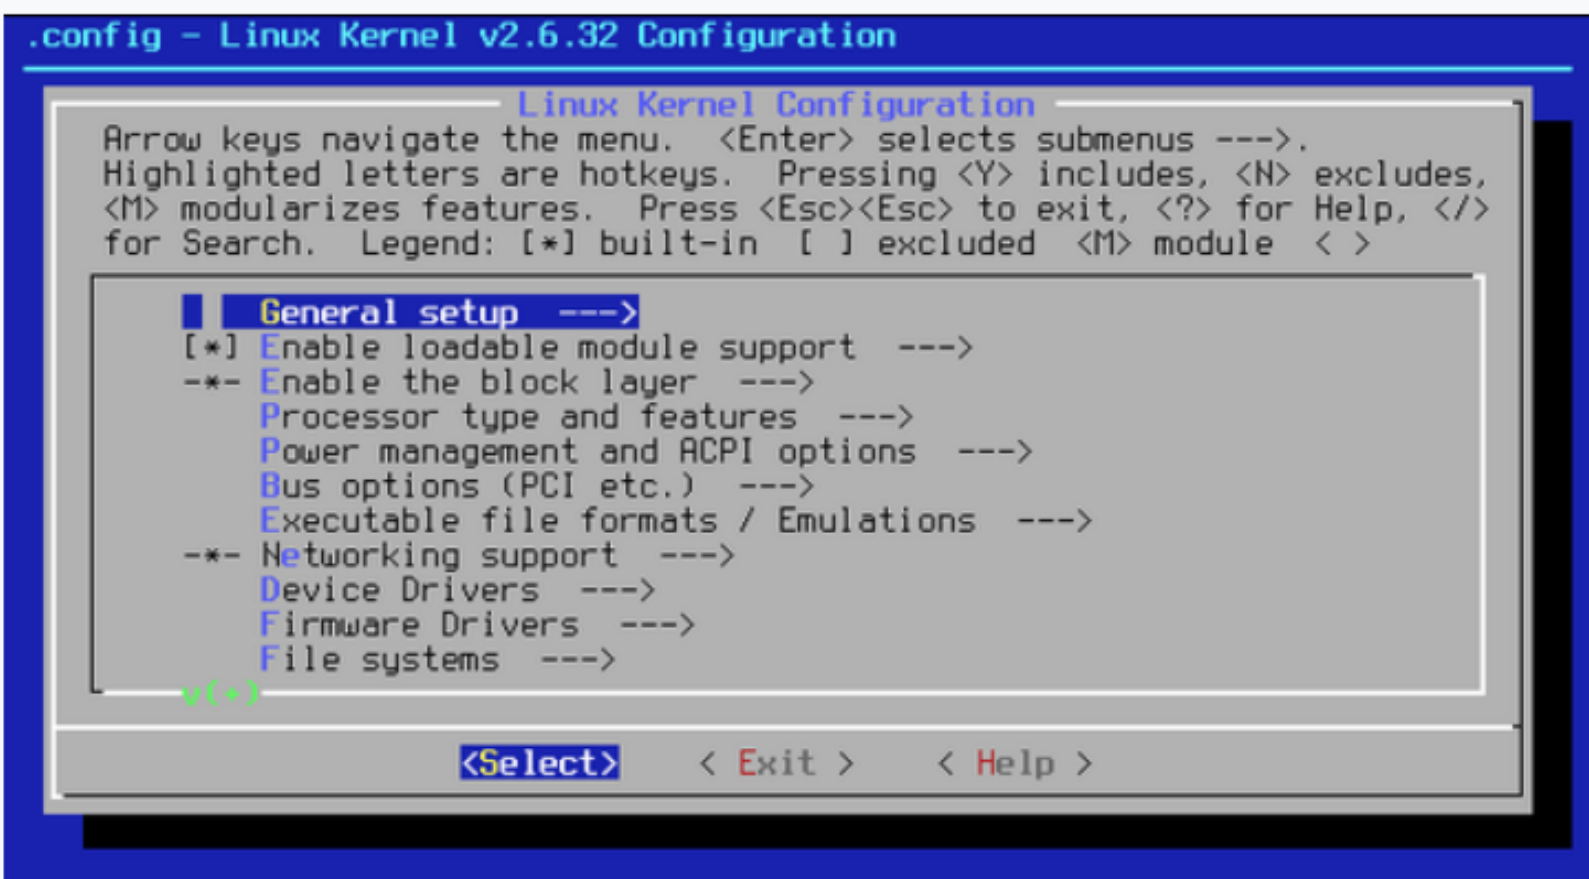 .config - Linux Kernel v2.6.32 Configuration
Linux Kernel Configuration
Arrow keys navigate the menu.  <Enter> selects submenus --->.
Highlighted letters are hotkeys.  Pressing <Y> includes, <N> excludes,
<M> modularizes features.  Press <Esc><Esc> to exit, <?> for Help, </>
for Search.  Legend: [*] built-in  [ ] excluded  <M> module  < >
General setup  --->
[*] Enable loadable module support  --->
-*- Enable the block layer  --->
Processor type and features  --->
Power management and ACPI options  --->
Bus options (PCI etc.)  --->
Executable file formats / Emulations  --->
-*- Networking support  --->
Device Drivers  --->
Firmware Drivers  --->
File systems  --->
v(+)
<Select>    < Exit >    < Help >